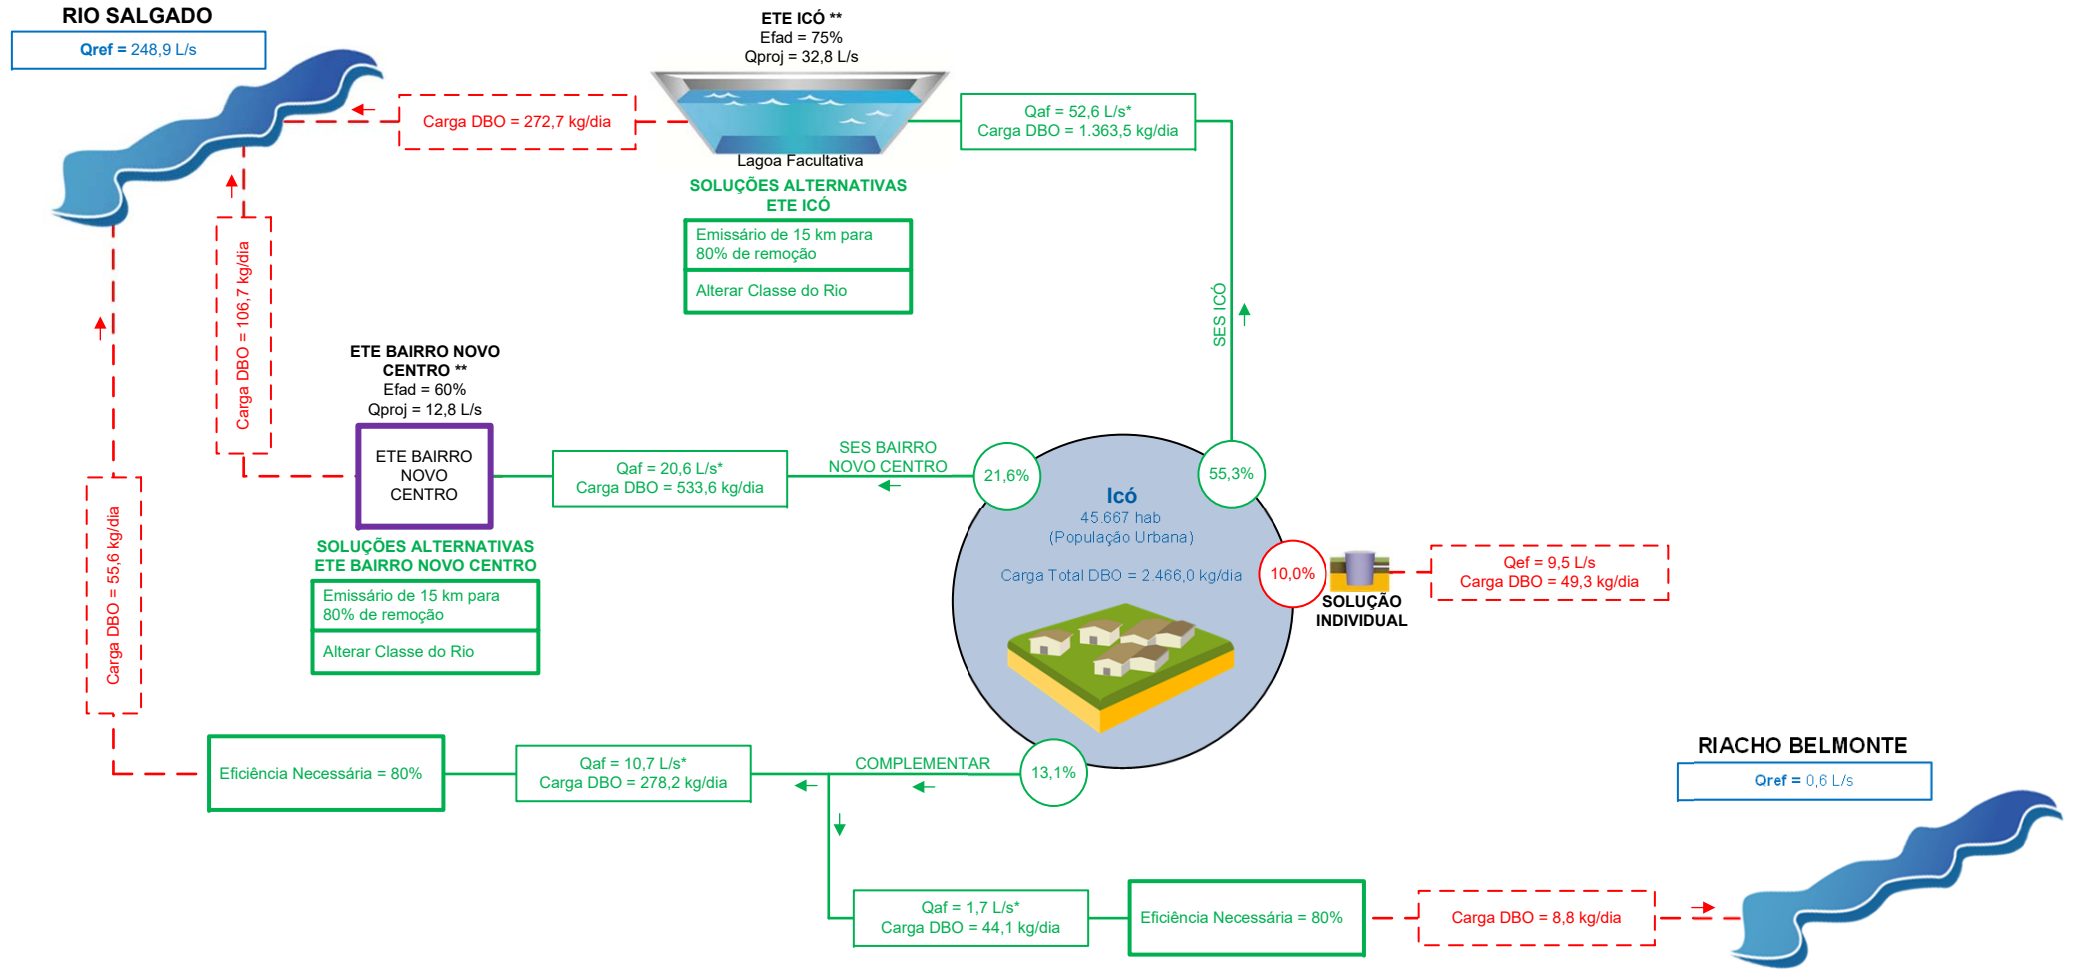 RIO SALGADO
Qref = 248,9 L/s
ETE ICÓ **
Efad = 75%
Qproj = 32,8 L/s
Carga DBO = 272,7 kg/dia
Qaf = 52,6 L/s*
Carga DBO = 1.363,5 kg/dia
Lagoa Facultativa
SOLUÇÕES ALTERNATIVAS
ETE ICÓ
Emissário de 15 km para
80% de remoção
Alterar Classe do Rio
SES ICÓ
Carga DBO = 106,7 kg/dia
ETE BAIRRO NOVO
CENTRO **
Efad = 60%
Qproj = 12,8 L/s
ETE BAIRRO
NOVO
CENTRO
Qaf = 20,6 L/s*
Carga DBO = 533,6 kg/dia
SES BAIRRO
NOVO CENTRO
21,6%
55,3%
Icó
45.667 hab
(População Urbana)
Carga Total DBO = 2.466,0 kg/dia
10,0%
SOLUÇÃO
INDIVIDUAL
Qef = 9,5 L/s
Carga DBO = 49,3 kg/dia
SOLUÇÕES ALTERNATIVAS
ETE BAIRRO NOVO CENTRO
Emissário de 15 km para
80% de remoção
Alterar Classe do Rio
Carga DBO = 55,6 kg/dia
Eficiência Necessária = 80%
Qaf = 10,7 L/s*
Carga DBO = 278,2 kg/dia
COMPLEMENTAR
13,1%
RIACHO BELMONTE
Qref = 0,6 L/s
Qaf = 1,7 L/s*
Carga DBO = 44,1 kg/dia
Eficiência Necessária = 80%
Carga DBO = 8,8 kg/dia